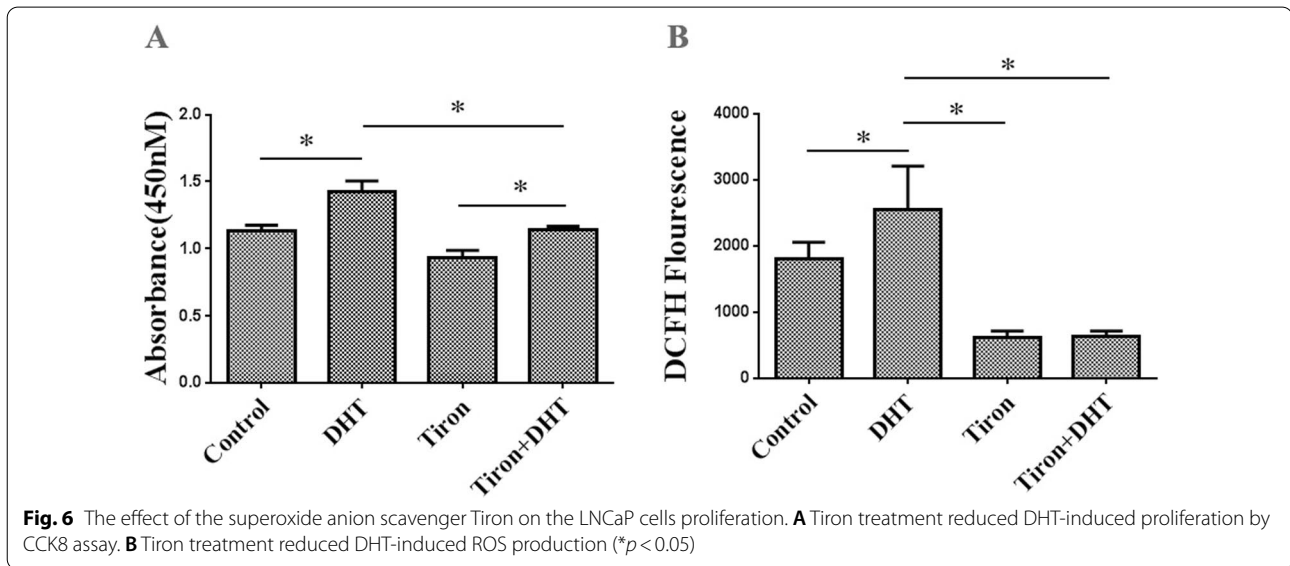 A
Absorbance(450nM)
2.0
1.5
1.0
0.5
0.0
*
*
*
Control
DHT
Tiron
Tiron+DHT
B
DCFH Flourescence
4000
3000
2000
1000
0
*
*
*
Control
DHT
Tiron
Tiron+DHT
Fig. 6 The effect of the superoxide anion scavenger Tiron on the LNCaP cells proliferation. A Tiron treatment reduced DHT-induced proliferation by
CCK8 assay. B Tiron treatment reduced DHT-induced ROS production (*p < 0.05)